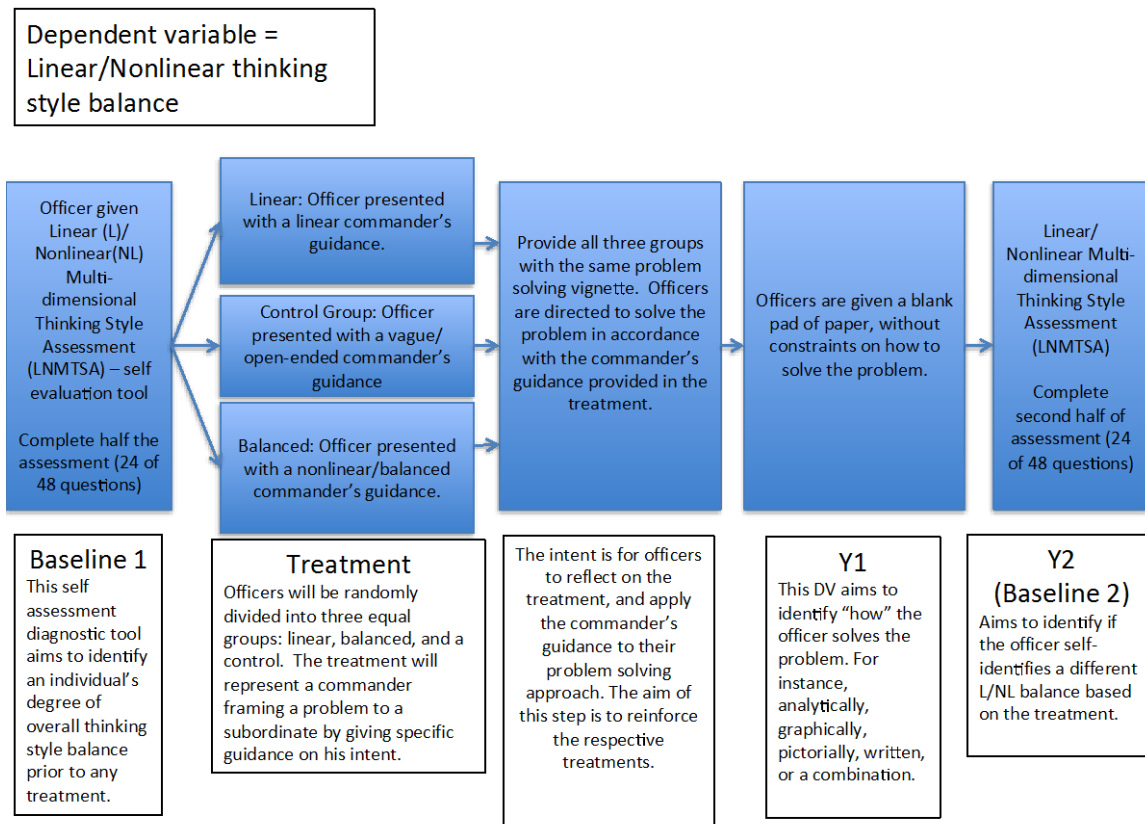 Dependent variable =
Linear/Nonlinear thinking
style balance
Officer given
Linear (L)/
Nonlinear(NL)
Multi-
dimensional
Thinking Style
Assessment
(LNMTSA) – self
evaluation tool
Complete half the
assessment (24 of
48 questions)
Linear: Officer presented
with a linear commander's
guidance.
Control Group: Officer
presented with a vague/
open-ended commander's
guidance
Balanced: Officer presented
with a nonlinear/balanced
commander's guidance.
Provide all three groups
with the same problem
solving vignette. Officers
are directed to solve the
problem in accordance
with the commander's
guidance provided in the
treatment.
Officers are given a blank
pad of paper, without
constraints on how to
solve the problem.
Linear/
Nonlinear Multi-
dimensional
Thinking Style
Assessment
(LNMTSA)
Complete
second half of
assessment (24
of 48 questions)
Baseline 1
This self
assessment
diagnostic tool
aims to identify
an individual's
degree of
overall thinking
style balance
prior to any
treatment.
Treatment
Officers will be randomly
divided into three equal
groups: linear, balanced, and a
control. The treatment will
represent a commander
framing a problem to a
subordinate by giving specific
guidance on his intent.
The intent is for officers
to reflect on the
treatment, and apply
the commander's
guidance to their
problem solving
approach. The aim of
this step is to reinforce
the respective
treatments.
Y1
This DV aims to
identify "how" the
officer solves the
problem. For
instance,
analytically,
graphically,
pictorially, written,
or a combination.
Y2
(Baseline 2)
Aims to identify if
the officer self-
identifies a different
L/NL balance based
on the treatment.